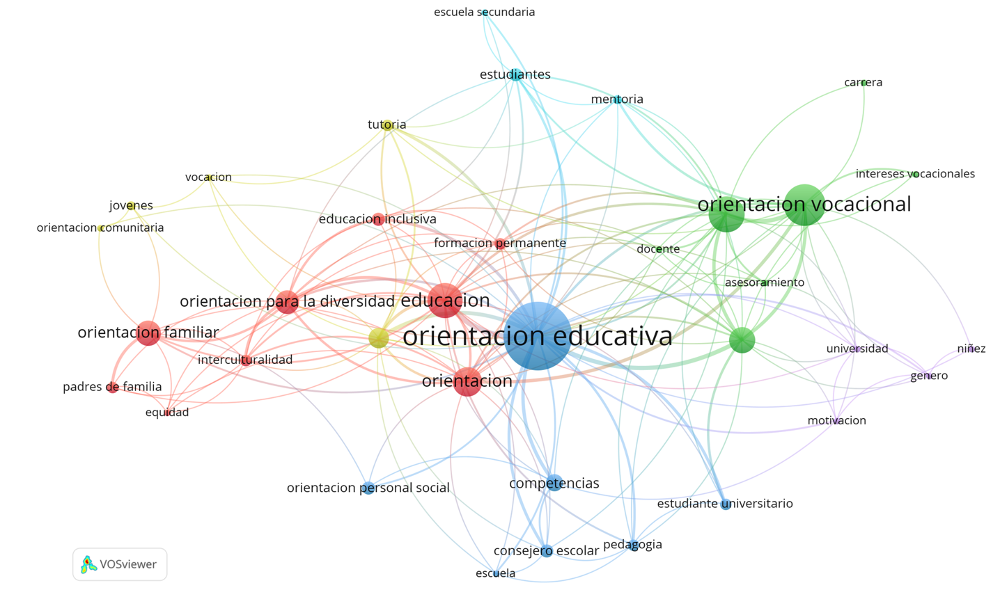 escuela secundaria
estudiantes
carrera
mentoria
tutoria
intereses vocacionales
vocacion
jovenes
orientacion vocacional
educacion inclusiva
orientacion comunitaria
formacion permanente
docente
asesoramiento
orientacion para la diversidad
educacion
orientacion familiar
orientacion educativa
universidad
niñez
interculturalidad
genero
orientacion
padres de familia
equidad
motivacion
competencias
orientacion personal social
estudiante universitario
pedagogia
consejero escolar
VOSviewer
escuela